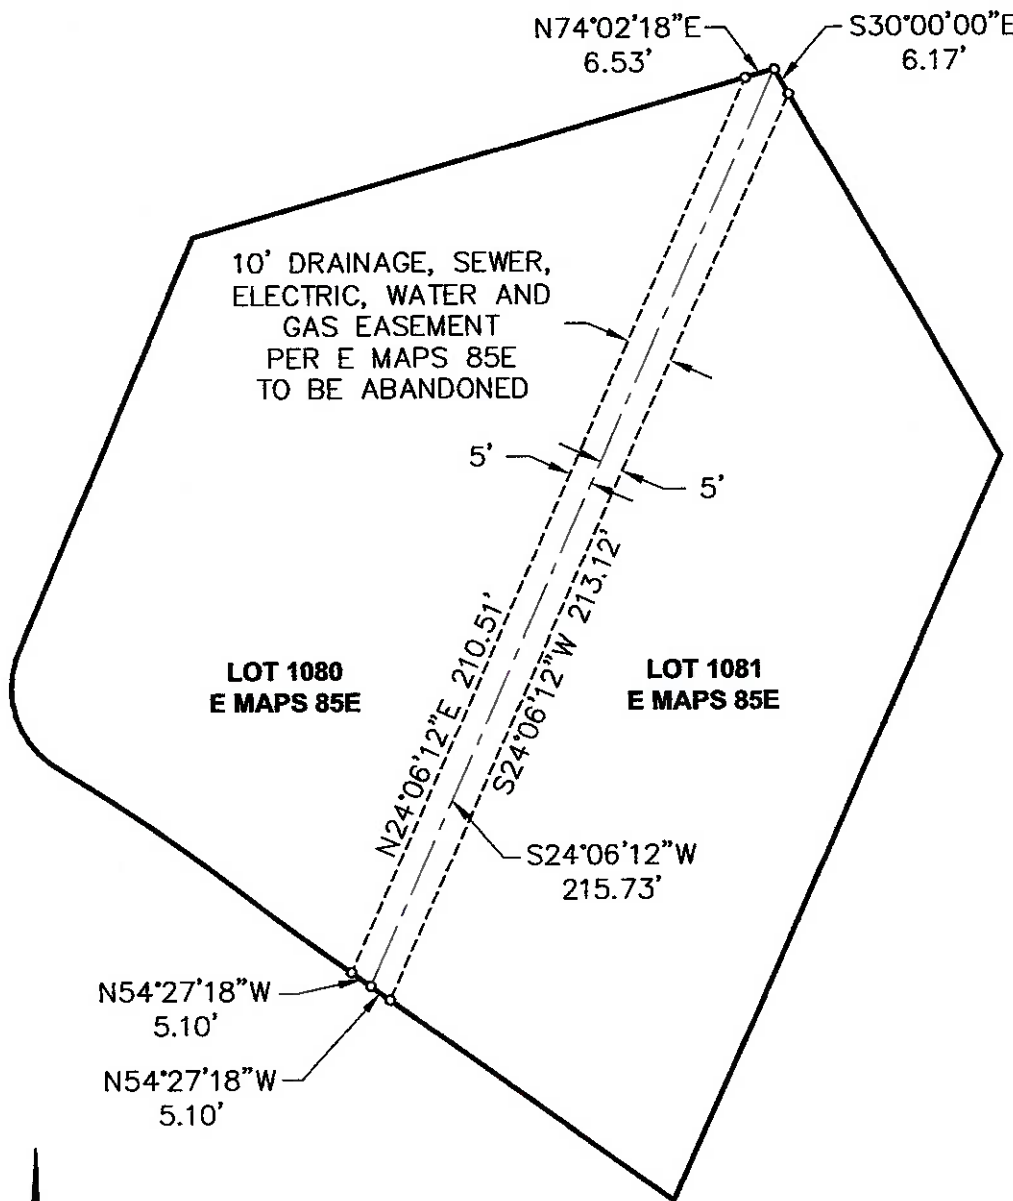 N74°02'18"E
6.53'
S30°00'00"E
6.17'
10' DRAINAGE, SEWER,
ELECTRIC, WATER AND
GAS EASEMENT
PER E MAPS 85E
TO BE ABANDONED
5'
5'
N24°06'12"E 210.51'
S24°06'12"W 213.12'
LOT 1080
E MAPS 85E
LOT 1081
E MAPS 85E
S24°06'12"W
215.73'
N54°27'18"W
5.10'
N54°27'18"W
5.10'